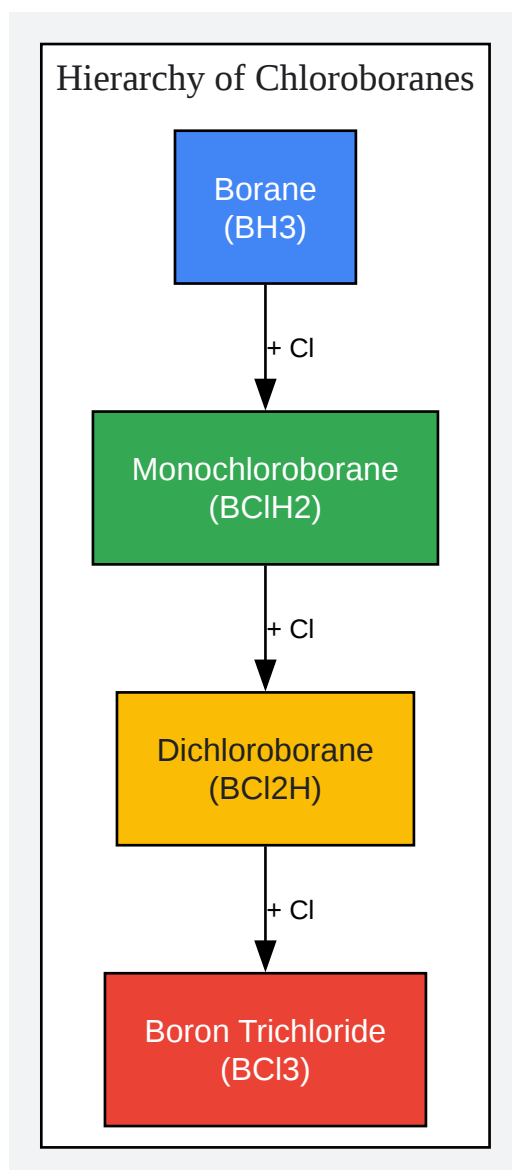 Hierarchy of Chloroboranes
Borane
(BH3)
+ Cl
Monochloroborane
(BClH2)
+ Cl
Dichloroborane
(BCl2H)
+ Cl
Boron Trichloride
(BCl3)